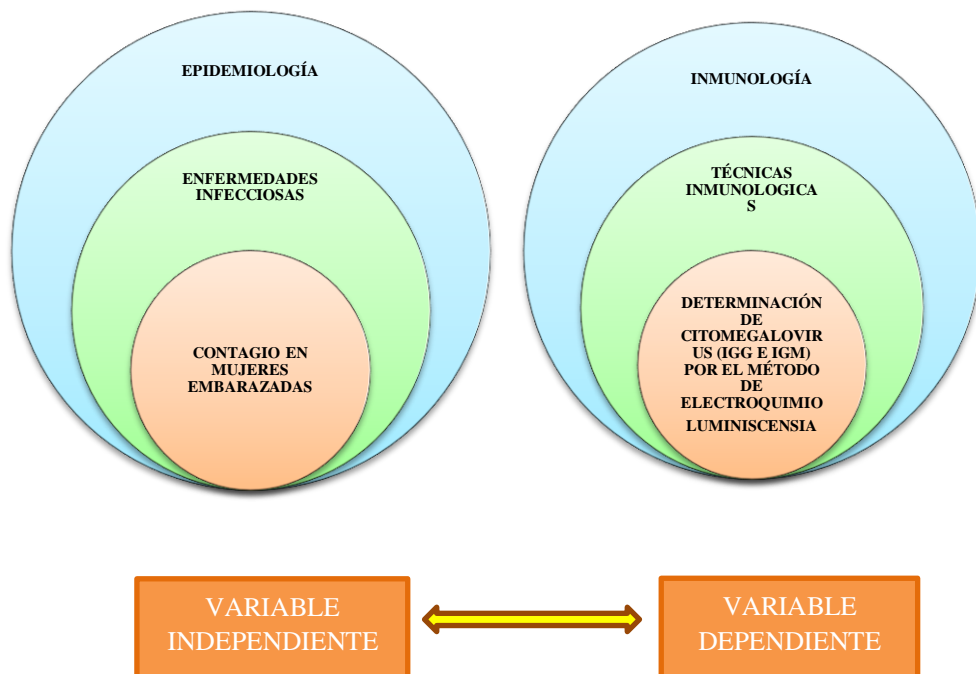 EPIDEMIOLOGÍA
ENFERMEDADES
INFECCIOSAS
CONTAGIO EN
MUJERES
EMBARAZADAS
INMUNOLOGÍA
TÉCNICAS
INMUNOLOGICA
S
DETERMINACIÓN
DE
CITOMEGALOVIR
US (IGG E IGM)
POR EL MÉTODO
DE
ELECTROQUIMIO
LUMINISCENSIA
VARIABLE
INDEPENDIENTE
VARIABLE
DEPENDIENTE